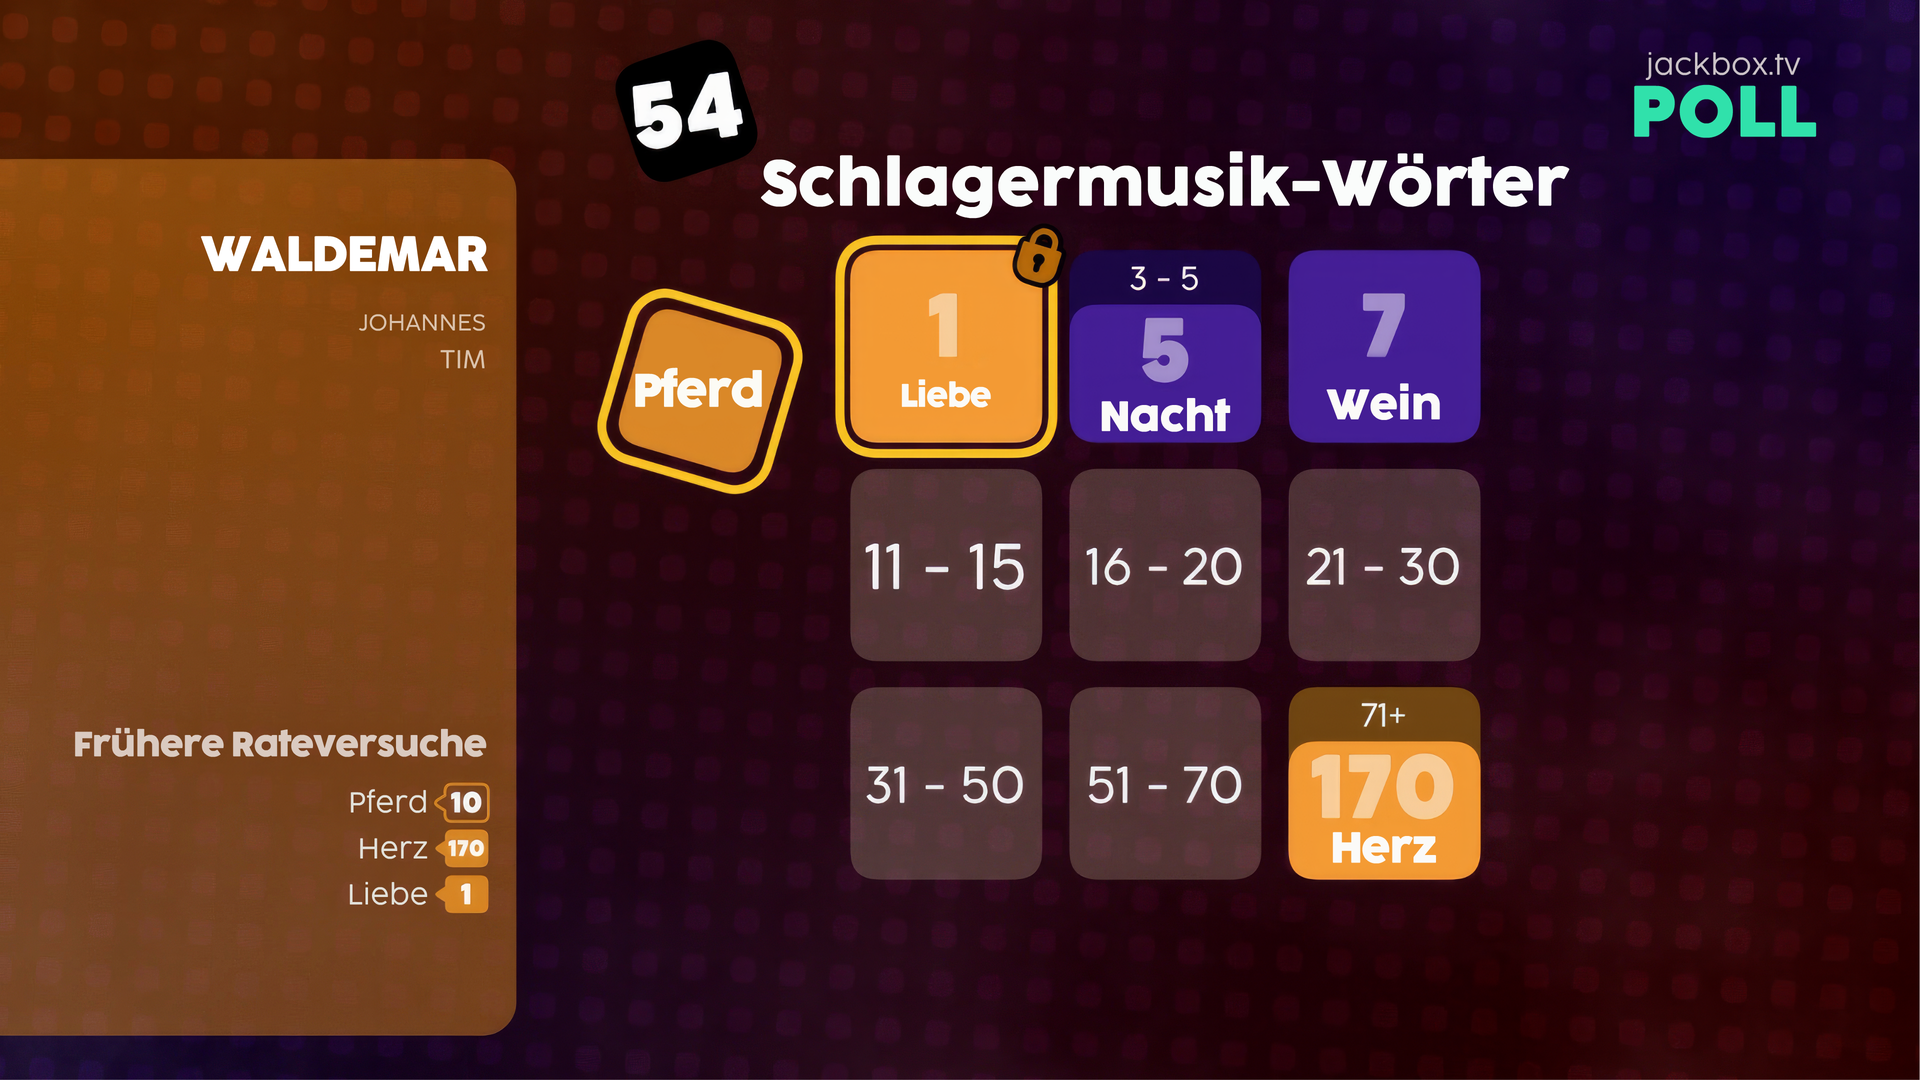 54
jackbox.tv
POLL
Schlagermusik-Wörter
WALDEMAR
JOHANNES
TIM
Pferd
1
Liebe
3 - 5
5
Nacht
7
Wein
11 - 15
16 - 20
21 - 30
31 - 50
51 - 70
71+
170
Herz
Frühere Rateversuche
Pferd 10
Herz 170
Liebe 1